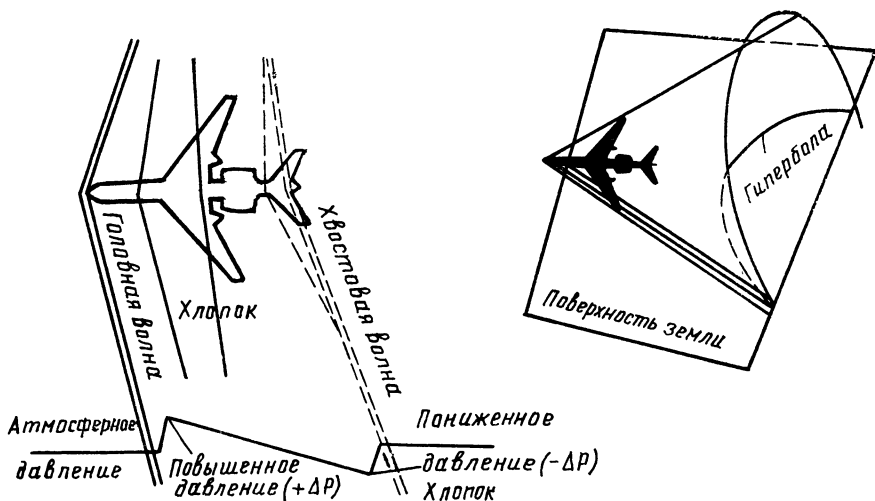 Головная волна
Хлопок
Хвостовая волна
Атмосферное
давление
Повышенное
давление (+ΔP)
Пониженное
давление (−ΔP)
Хлопок
Гипербола
Поверхность земли